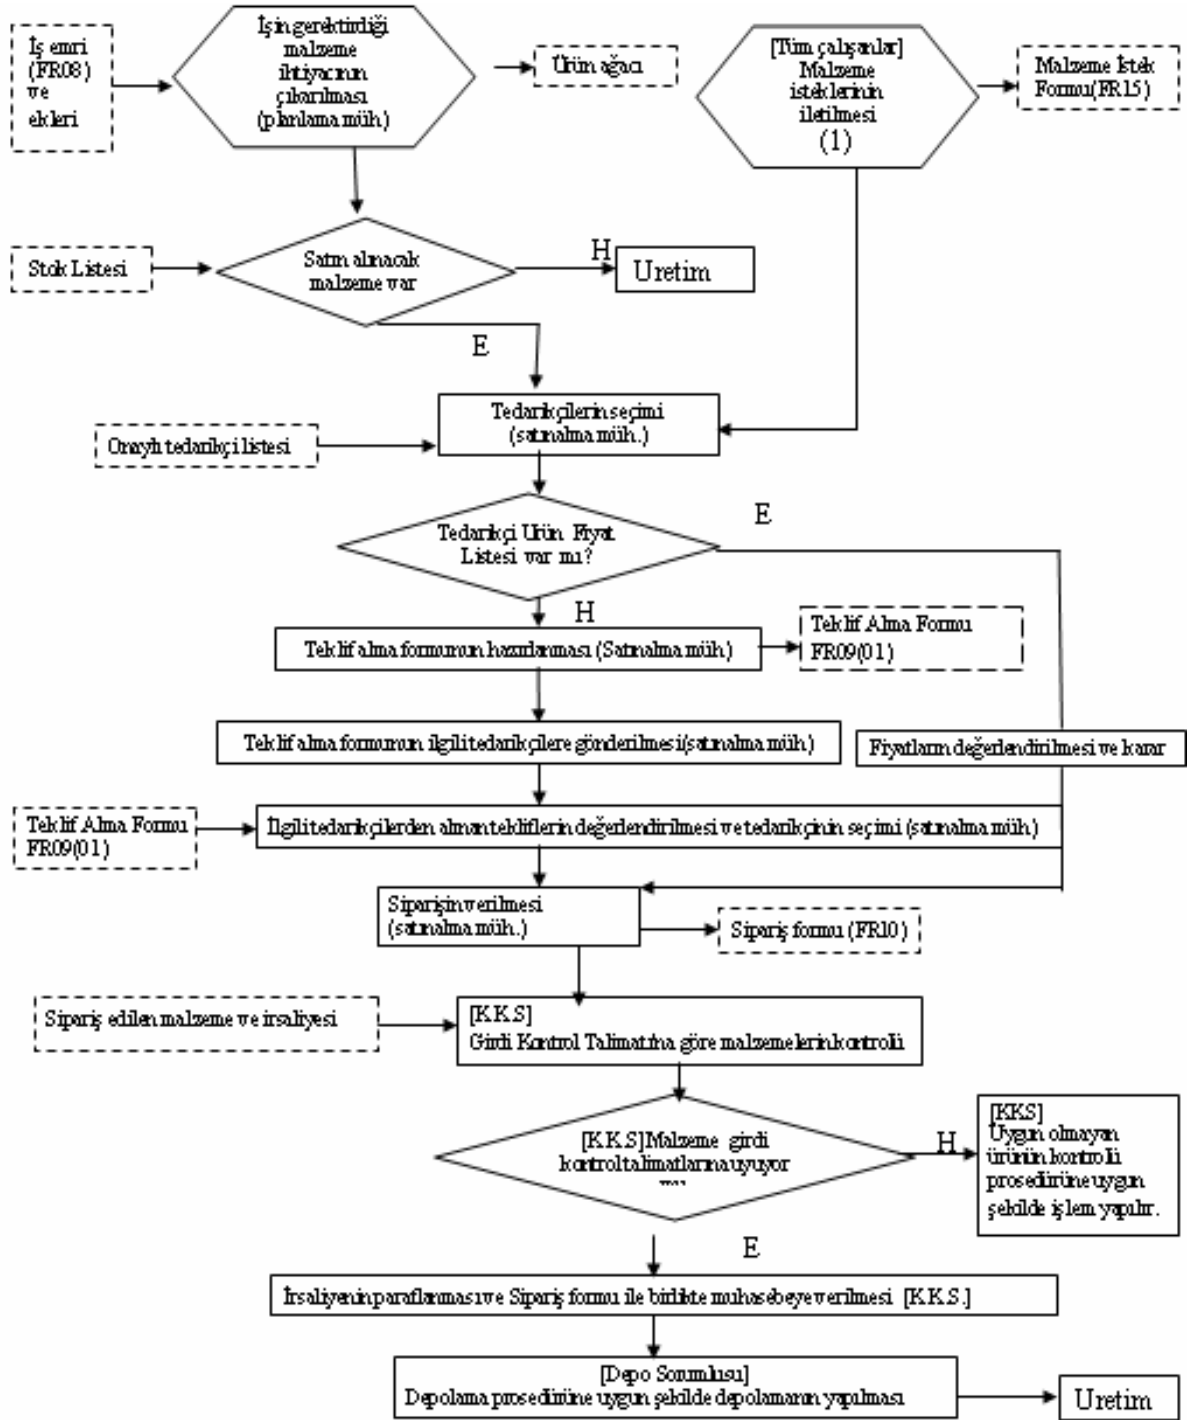 İş emri
(FR08)
ve
ekleri
İşin gerektirdiği
malzeme
ihtiyacının
çıkarılması
(planlama müh.)
Ürün ağacı
[Tüm çalışanlar]
Malzeme
isteklerinin
iletilmesi
(1)
Malzeme İstek
Formu(FR15)
Stok Listesi
Satın alınacak
malzeme var
H
Uretim
E
Tedarikçilerin seçimi
(satınalma müh.)
Onaylı tedarikçi listesi
Tedarikçi Ürün Fiyat
Listesi var mı?
E
H
Teklif alma formunun hazırlanması (Satınalma müh.)
Teklif Alma Formu
FR09(01)
Teklif alma formunun ilgili tedarikçilere gönderilmesi(satınalma müh.)
Fiyatların değerlendirilmesi ve karar
Teklif Alma Formu
FR09(01)
İlgili tedarikçilerden alınan tekliflerin değerlendirilmesi ve tedarikçinin seçimi (satınalma müh.)
Siparişin verilmesi
(satınalma müh.)
Sipariş formu (FR10)
Sipariş edilen malzeme ve irsaliyesi
[K.K.S]
Girdi Kontrol Talimatı'na göre malzemelerin kontrolü
[K.K.S]Malzeme girdi
kontrol talimatlarına uyuyor
mu
H
[KKS]
Uygun olmayan
ürünün kontrolü
prosedürüne uygun
şekilde işlem yapılır.
E
İrsaliyenin paraflanması ve Sipariş formu ile birlikte muhasebeye verilmesi [K.K.S.]
[Depo Sorumlusu]
Depolama prosedürüne uygun şekilde depolamanın yapılması
Uretim